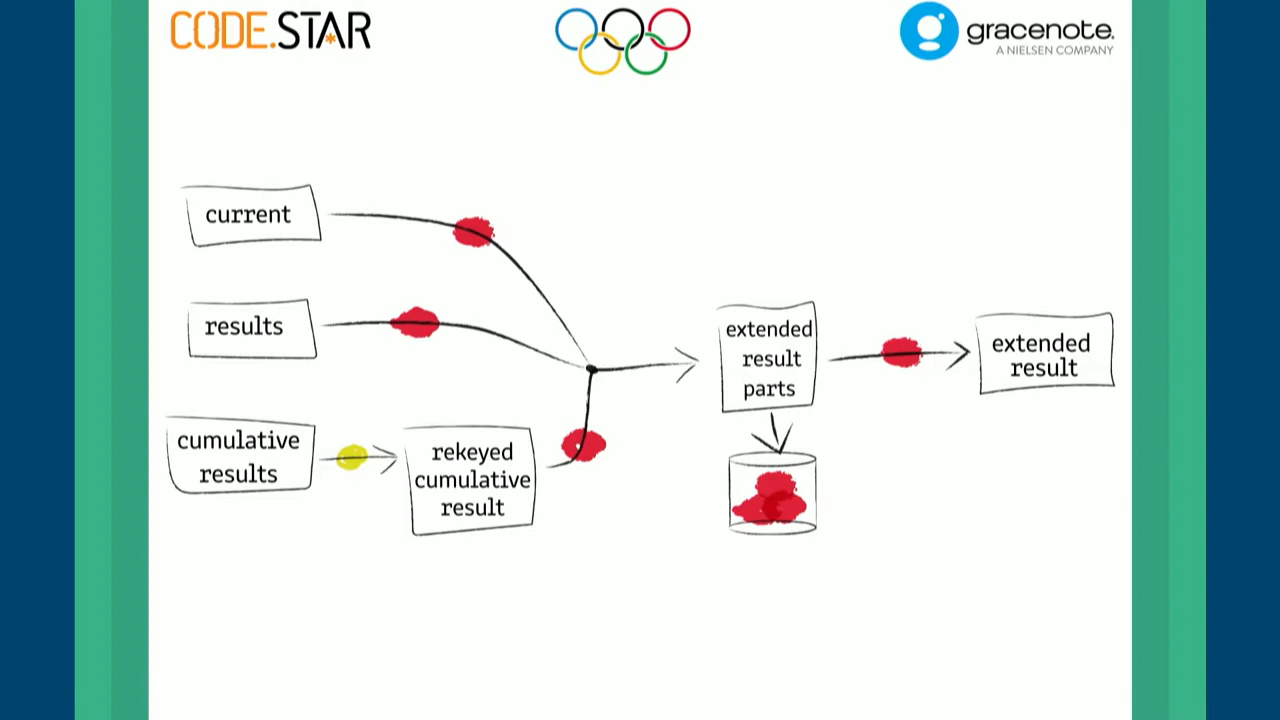 CODE.STAR
gracenote.
A NIELSEN COMPANY
current
results
cumulative
results
rekeyed
cumulative
result
extended
result
parts
extended
result